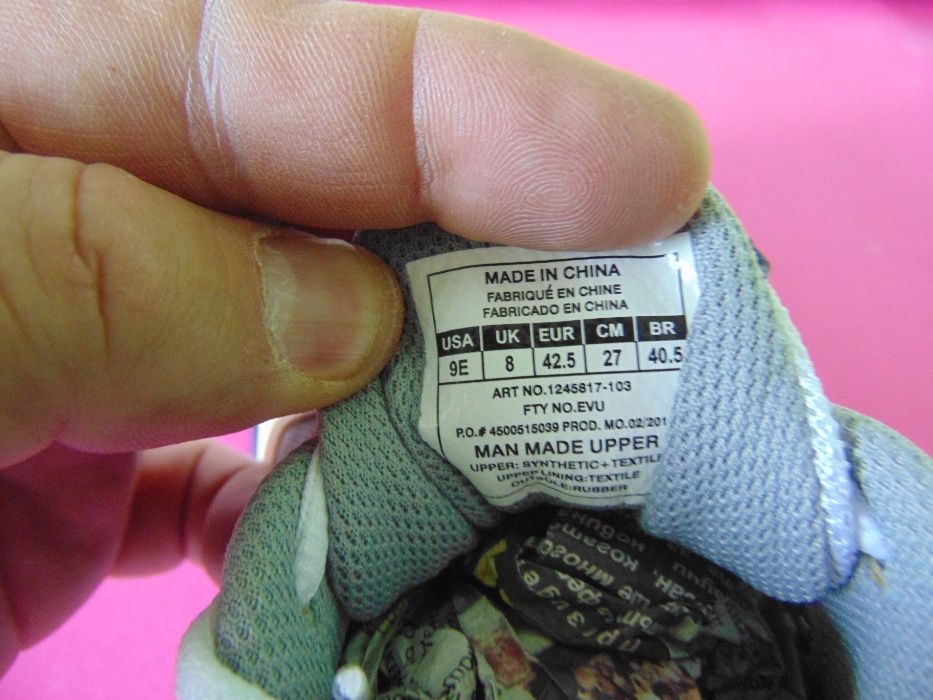 MADE IN CHINA
FABRIQUÉ EN CHINE
FABRICADO EN CHINA
USA UK EUR CM BR
9E 8 42.5 27 40.5
ART NO.1245817-103
FTY NO.EVU
P.O.# 4500515039 PROD. MO.02/201
MAN MADE UPPER
UPPER: SYNTHETIC+TEXTILE
UPPER LINING:TEXTILE
OUTSOLE:RUBBER